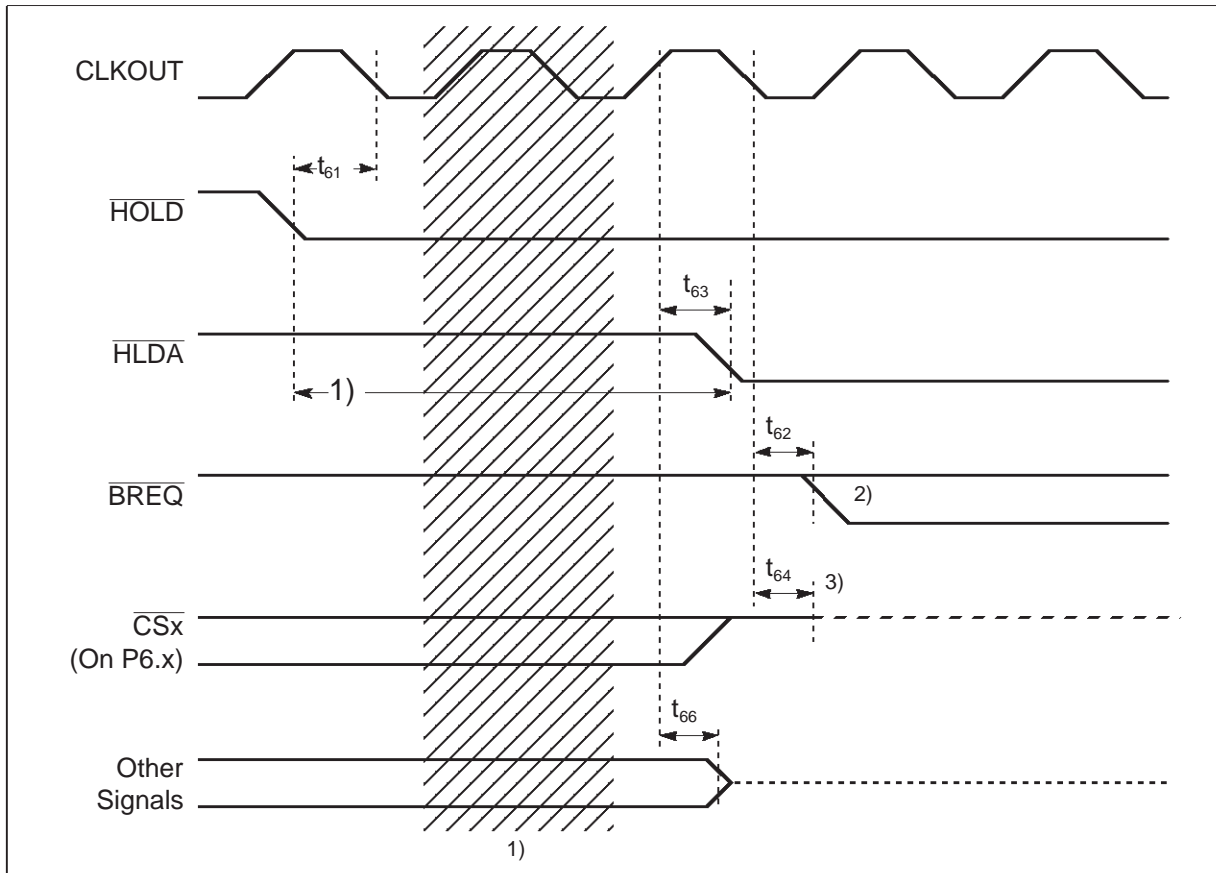 CLKOUT
t61
HOLD
t63
HLDA
1)
t62
BREQ
2)
t64
3)
CSx
(On P6.x)
t66
Other
Signals
1)